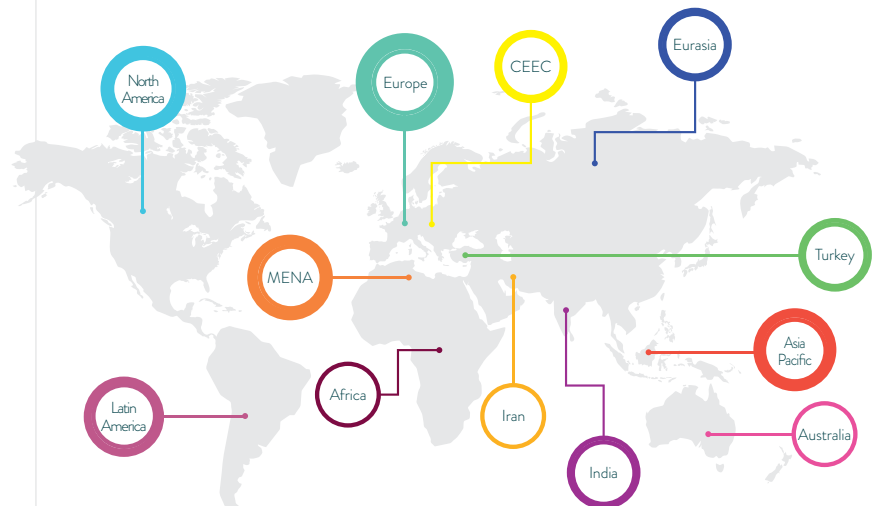 Eurasia
CEEC
North
America
Europe
Turkey
MENA
Asia
Pacific
Africa
Latin
America
Iran
Australia
India